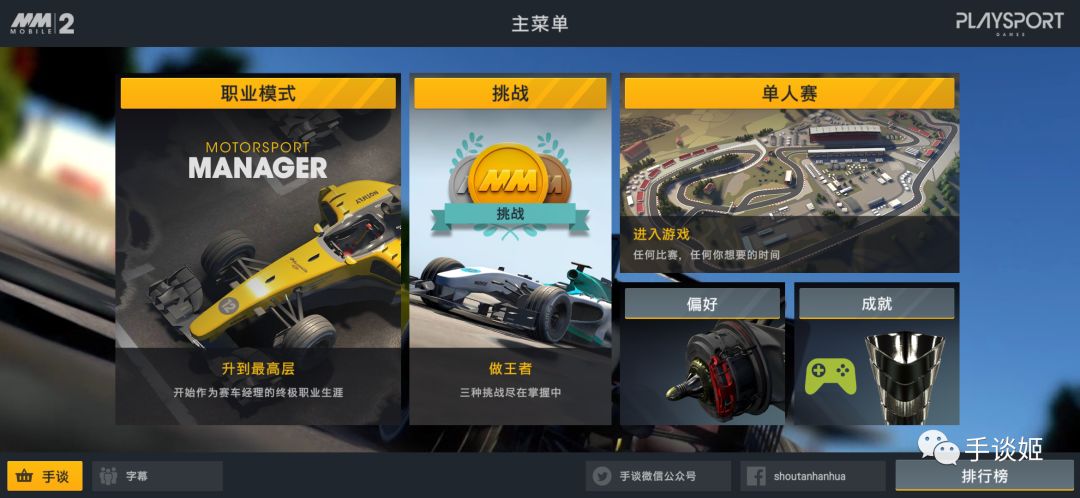 MM 2
MOBILE
主菜单
PLAYSPORT
GAMES
职业模式
MOTORSPORT
MANAGER
12
升到最高层
开始作为赛车经理的终极职业生涯
挑战
MM
挑战
做王者
三种挑战尽在掌握中
单人赛
进入游戏
任何比赛，任何你想要的时间
偏好
成就
手谈姬
手谈
字幕
手谈微信公众号
shoutanhanhua
排行榜